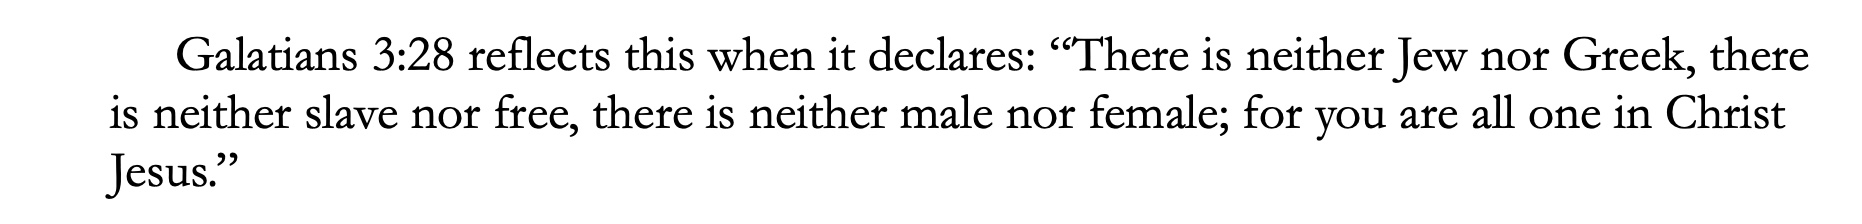 Galatians 3:28 reflects this when it declares: “There is neither Jew nor Greek, there
is neither slave nor free, there is neither male nor female; for you are all one in Christ
Jesus.”